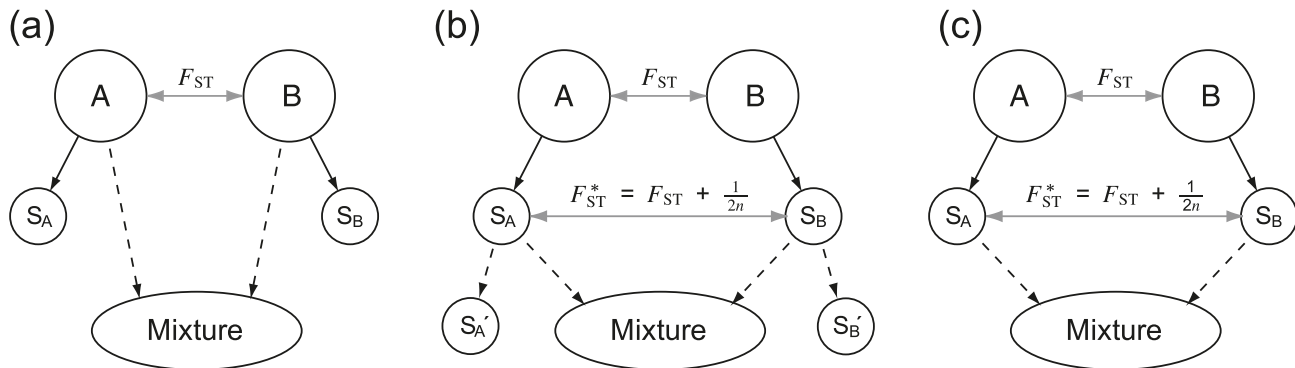 (a) (b) (c)
A F_ST B A F_ST B A F_ST B
S_A S_B S_A F*_ST = F_ST + 1/2n S_B S_A F*_ST = F_ST + 1/2n S_B
Mixture S_A´ Mixture S_B´ Mixture